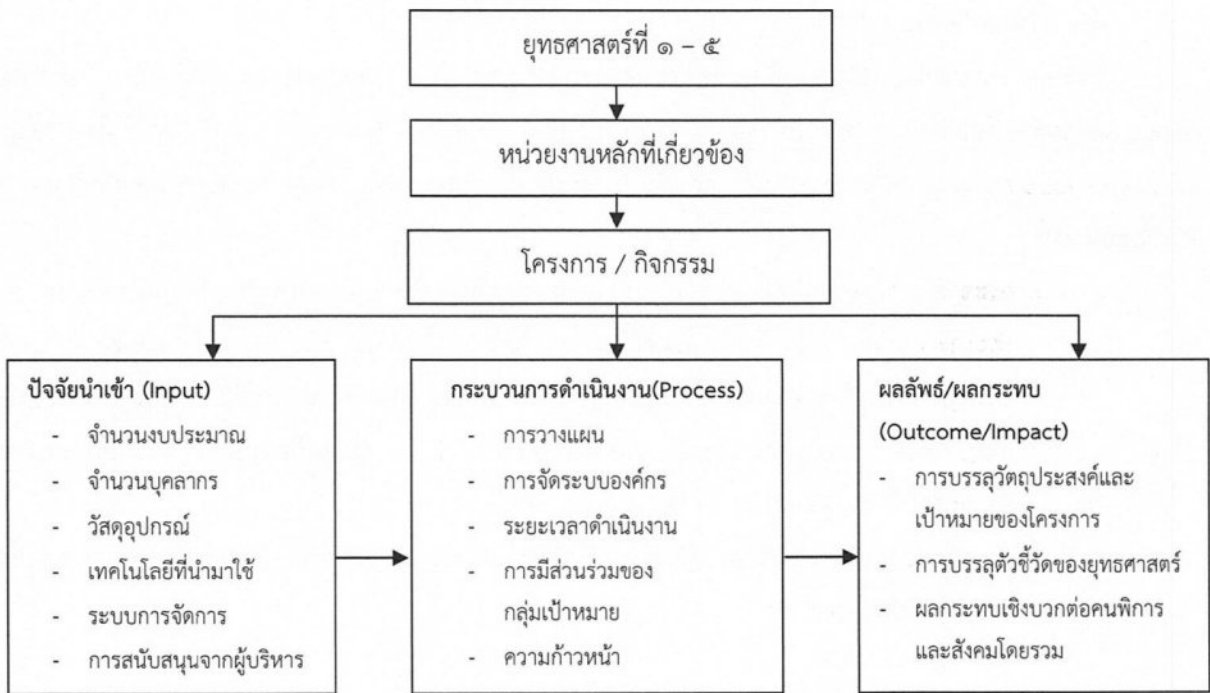 ยุทธศาสตร์ที่ ๑ – ๕
หน่วยงานหลักที่เกี่ยวข้อง
โครงการ / กิจกรรม
ปัจจัยนำเข้า (Input)
- จำนวนงบประมาณ
- จำนวนบุคลากร
- วัสดุอุปกรณ์
- เทคโนโลยีที่นำมาใช้
- ระบบการจัดการ
- การสนับสนุนจากผู้บริหาร
กระบวนการดำเนินงาน(Process)
- การวางแผน
- การจัดระบบองค์กร
- ระยะเวลาดำเนินงาน
- การมีส่วนร่วมของ
กลุ่มเป้าหมาย
- ความก้าวหน้า
ผลลัพธ์/ผลกระทบ
(Outcome/Impact)
- การบรรลุวัตถุประสงค์และ
เป้าหมายของโครงการ
- การบรรลุตัวชี้วัดของยุทธศาสตร์
- ผลกระทบเชิงบวกต่อคนพิการ
และสังคมโดยรวม